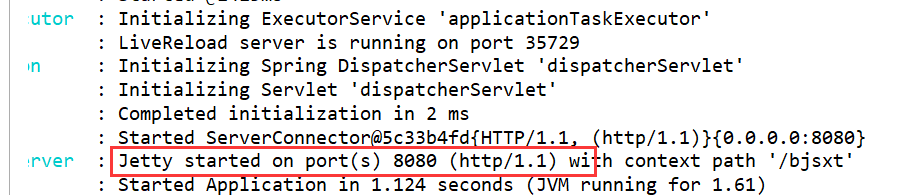 cutor : Initializing ExecutorService 'applicationTaskExecutor'
: LiveReload server is running on port 35729
on : Initializing Spring DispatcherServlet 'dispatcherServlet'
: Initializing Servlet 'dispatcherServlet'
: Completed initialization in 2 ms
: Started ServerConnector@5c33b4fd{HTTP/1.1, (http/1.1)}{0.0.0.0:8080}
erver : Jetty started on port(s) 8080 (http/1.1) with context path '/bjsxt'
: Started Application in 1.124 seconds (JVM running for 1.61)